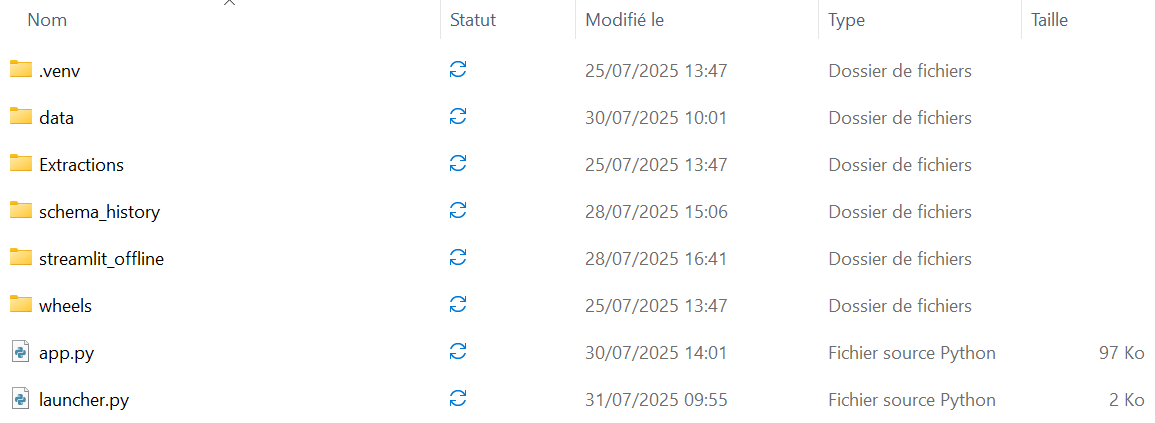 Nom Statut Modifié le Type Taille
.venv 25/07/2025 13:47 Dossier de fichiers
data 30/07/2025 10:01 Dossier de fichiers
Extractions 25/07/2025 13:47 Dossier de fichiers
schema_history 28/07/2025 15:06 Dossier de fichiers
streamlit_offline 28/07/2025 16:41 Dossier de fichiers
wheels 25/07/2025 13:47 Dossier de fichiers
app.py 30/07/2025 14:01 Fichier source Python 97 Ko
launcher.py 31/07/2025 09:55 Fichier source Python 2 Ko